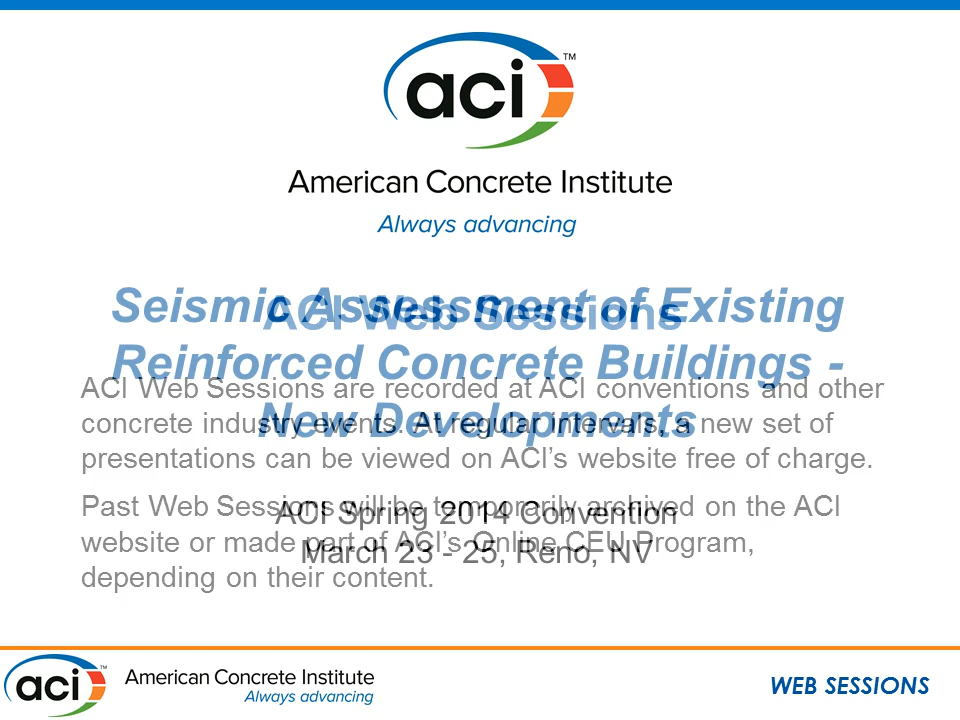 aci™
American Concrete Institute
Always advancing
Seismic Assessment of Existing
Reinforced Concrete Buildings -
New Developments
ACI Web Sessions
ACI Web Sessions are recorded at ACI conventions and other
concrete industry events. At regular intervals, a new set of
presentations can be viewed on ACI's website free of charge.
Past Web Sessions will be temporarily archived on the ACI
website or made part of ACI's Online CEU Program,
depending on their content.
ACI Spring 2014 Convention
March 23 - 25, Reno, NV
aci™
American Concrete Institute
Always advancing
WEB SESSIONS